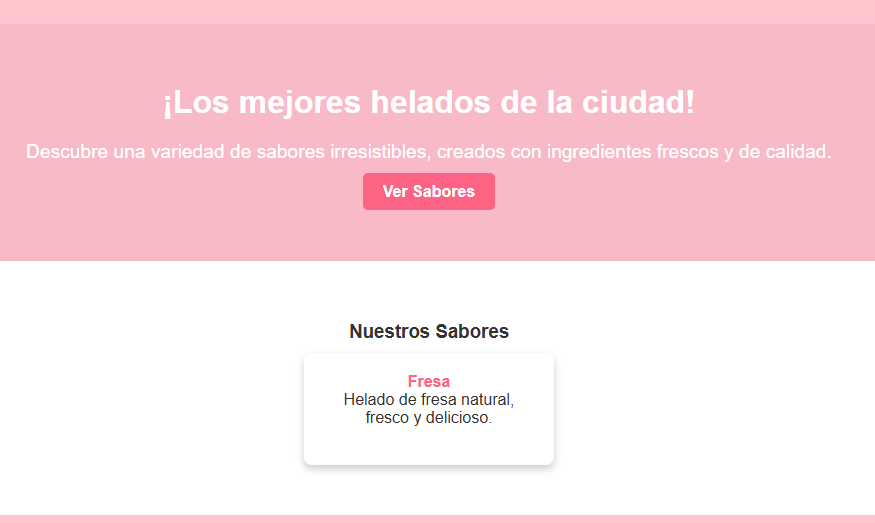 ¡Los mejores helados de la ciudad!
Descubre una variedad de sabores irresistibles, creados con ingredientes frescos y de calidad.
Ver Sabores
Nuestros Sabores
Fresa
Helado de fresa natural,
fresco y delicioso.